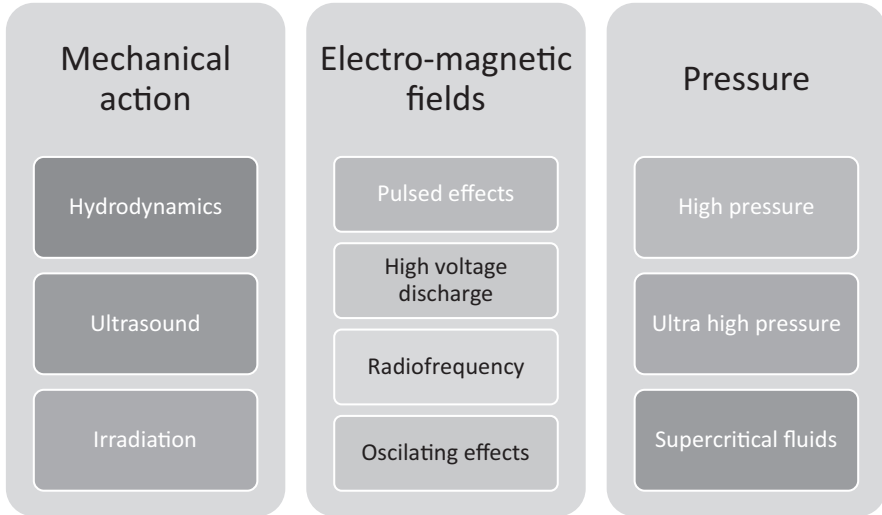 Mechanical
action
Hydrodynamics
Ultrasound
Irradiation
Electro-magnetic
fields
Pulsed effects
High voltage
discharge
Radiofrequency
Oscilating effects
Pressure
High pressure
Ultra high pressure
Supercritical fluids